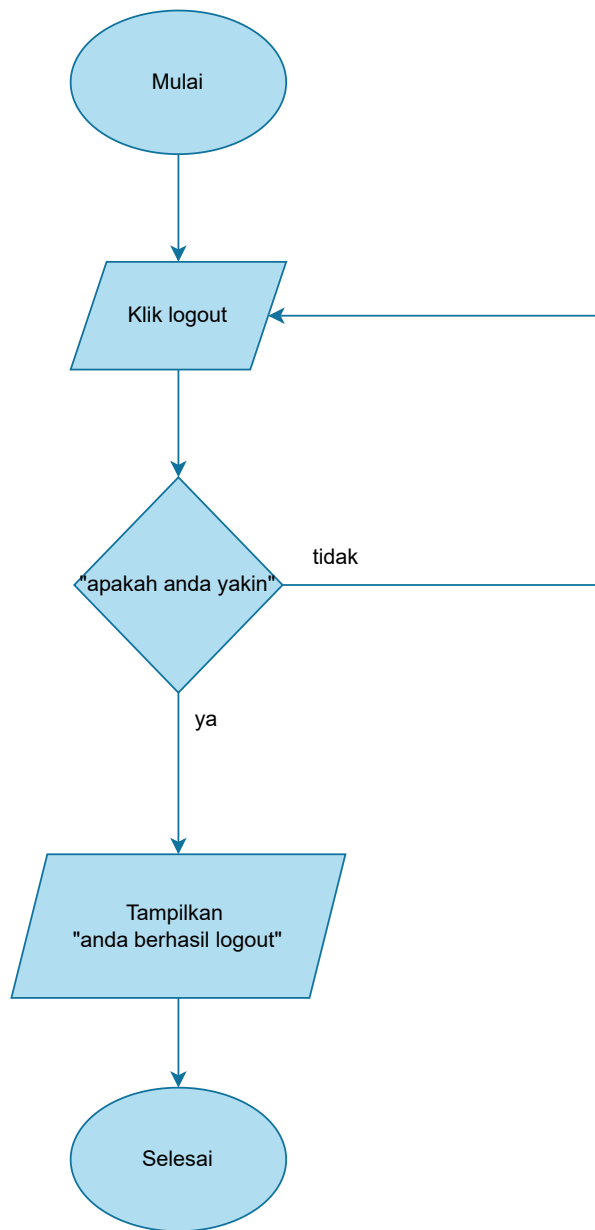 Mulai
Klik logout
"apakah anda yakin"
tidak
ya
Tampilkan
"anda berhasil logout"
Selesai